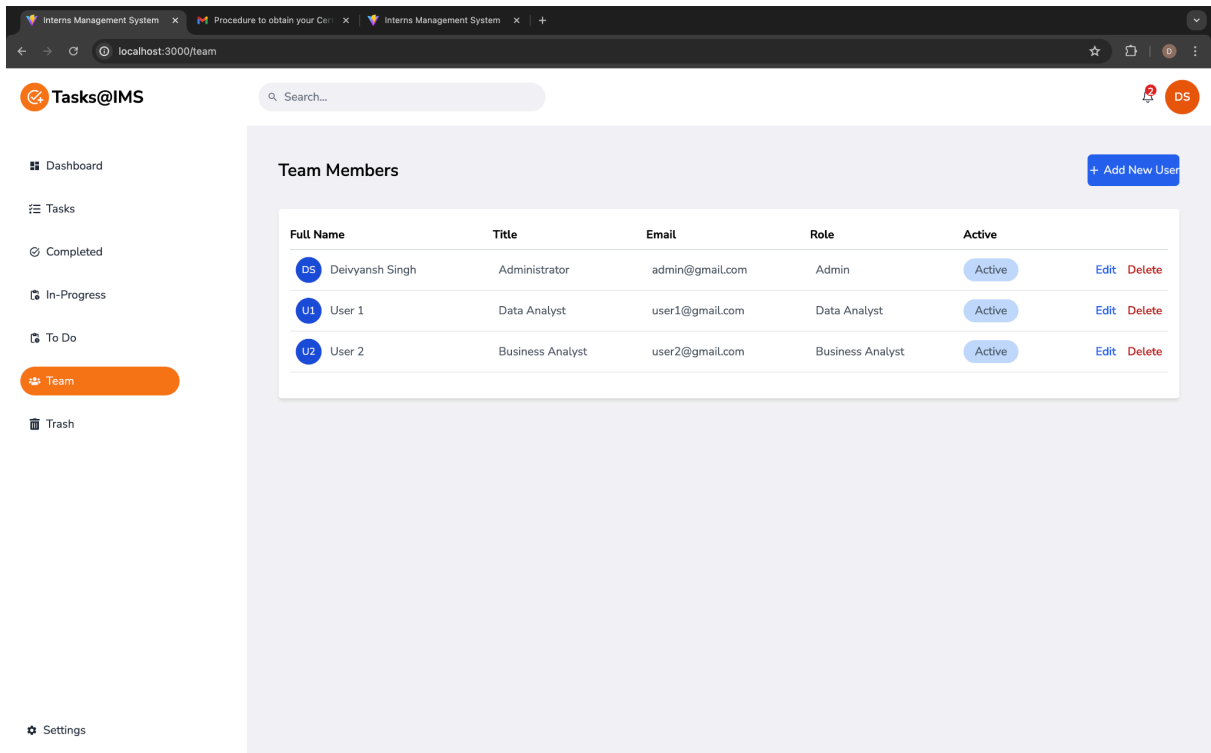 Interns Management System
Procedure to obtain your Cer
Interns Management System
localhost:3000/team
D
Tasks@IMS
Search...
2
DS
Dashboard
Tasks
Completed
In-Progress
To Do
Team
Trash
Settings
Team Members
+ Add New User
Full Name Title Email Role Active
DS Deivyansh Singh Administrator admin@gmail.com Admin Active Edit Delete
U1 User 1 Data Analyst user1@gmail.com Data Analyst Active Edit Delete
U2 User 2 Business Analyst user2@gmail.com Business Analyst Active Edit Delete